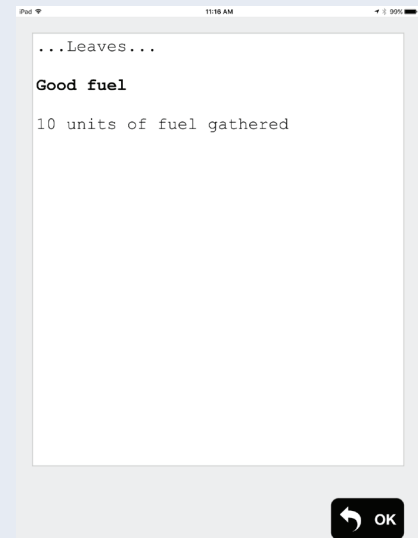 iPad 11:16 AM 99%
...Leaves...
Good fuel
10 units of fuel gathered
OK